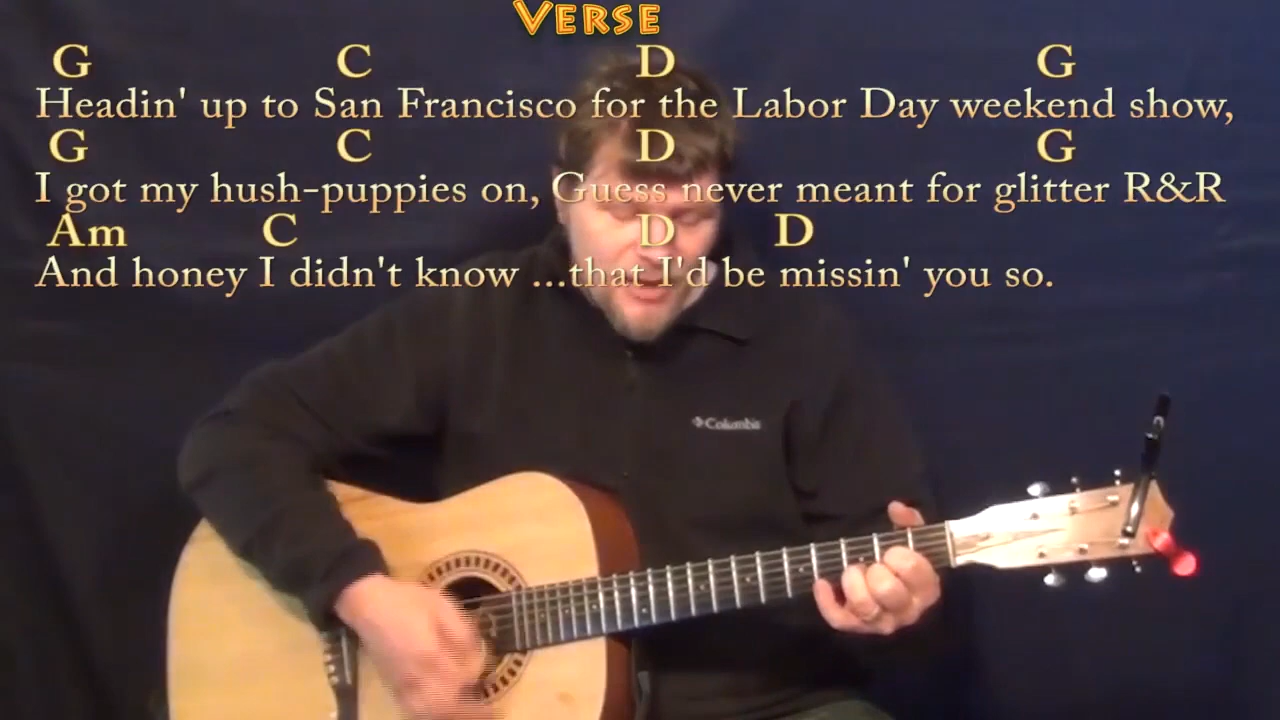 VERSE
G C D G
Headin' up to San Francisco for the Labor Day weekend show,
G C D G
I got my hush-puppies on, Guess never meant for glitter R&R
Am C D D
And honey I didn't know ...that I'd be missin' you so.
Columbia